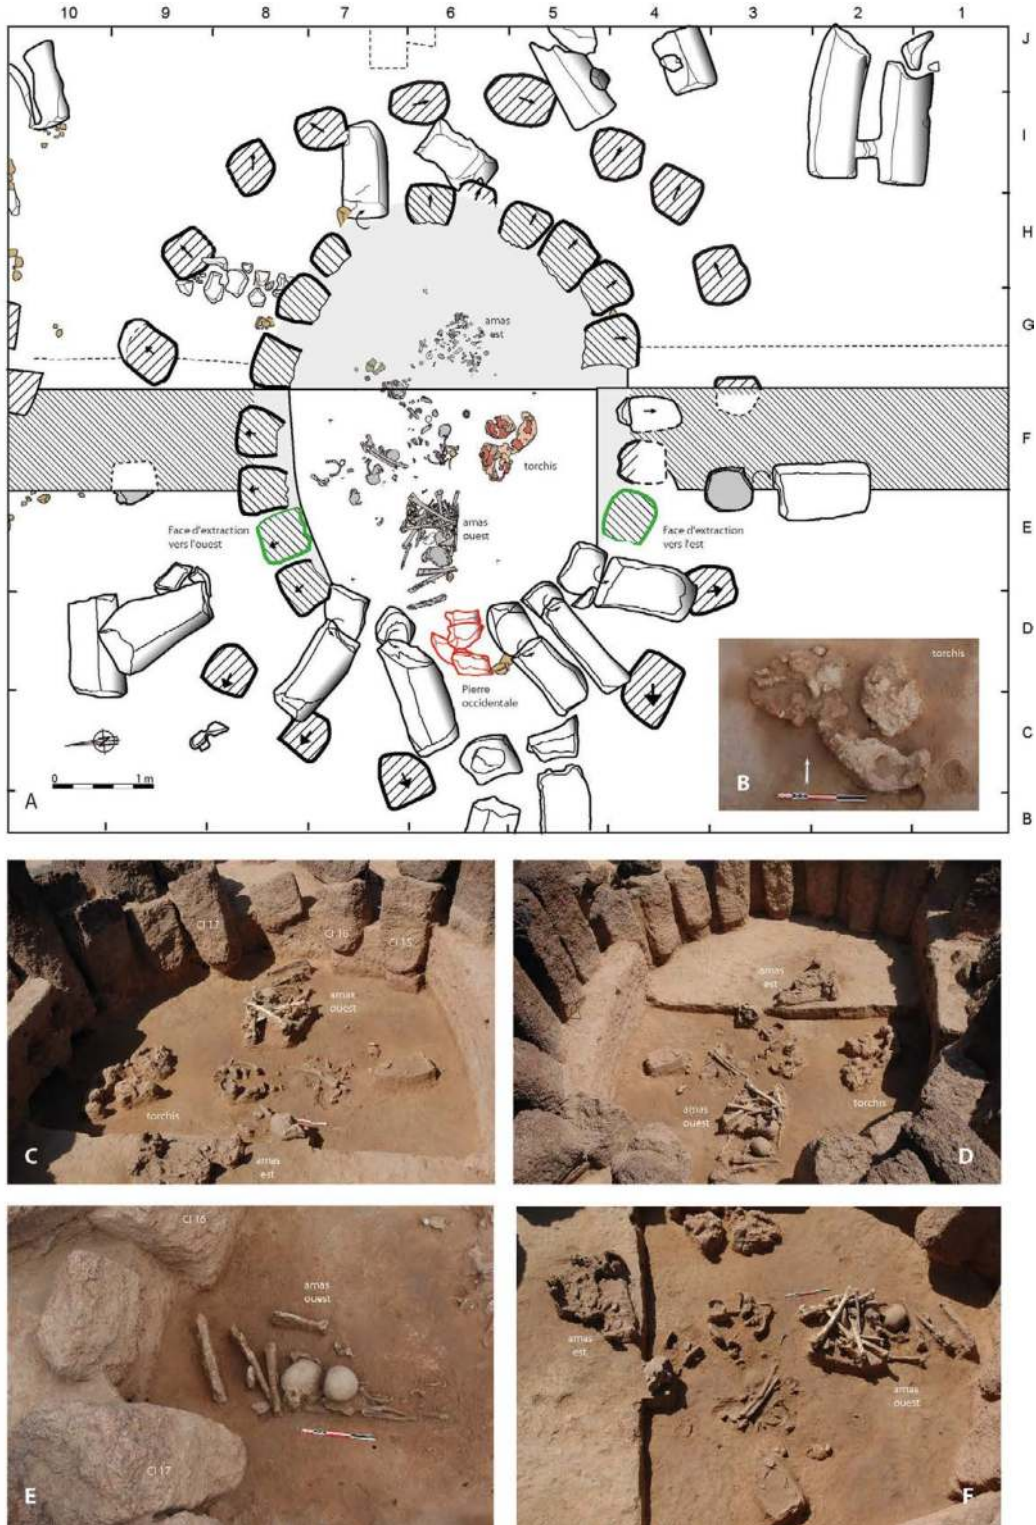 10 9 8 7 6 5 4 3 2 1
J
I
H
G
F
E
D
C
B
amas
est
torchis
amas
ouest
Face d'extraction
vers l'ouest
Face d'extraction
vers l'est
Pierre
occidentale
0 1 m
A
torchis
B
Cl 17
Cl 16
Cl 15
amas
ouest
torchis
amas
est
C
amas
est
amas
ouest
torchis
D
Cl 16
amas
ouest
Cl 17
E
amas
est
amas
ouest
F